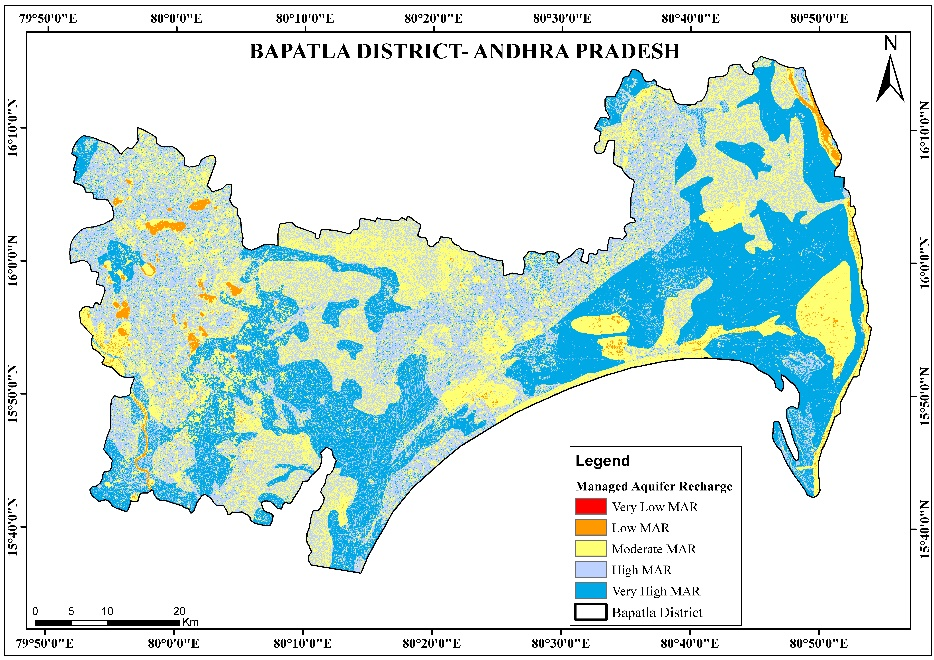 79°50'0"E 80°0'0"E 80°10'0"E 80°20'0"E 80°30'0"E 80°40'0"E 80°50'0"E
BAPATLA DISTRICT- ANDHRA PRADESH
N
16°10'0"N 16°10'0"N
16°0'0"N 16°0'0"N
15°50'0"N 15°50'0"N
15°40'0"N 15°40'0"N
Legend
Managed Aquifer Recharge
Very Low MAR
Low MAR
Moderate MAR
High MAR
Very High MAR
Bapatla District
0 5 10 20
Km
79°50'0"E 80°0'0"E 80°10'0"E 80°20'0"E 80°30'0"E 80°40'0"E 80°50'0"E